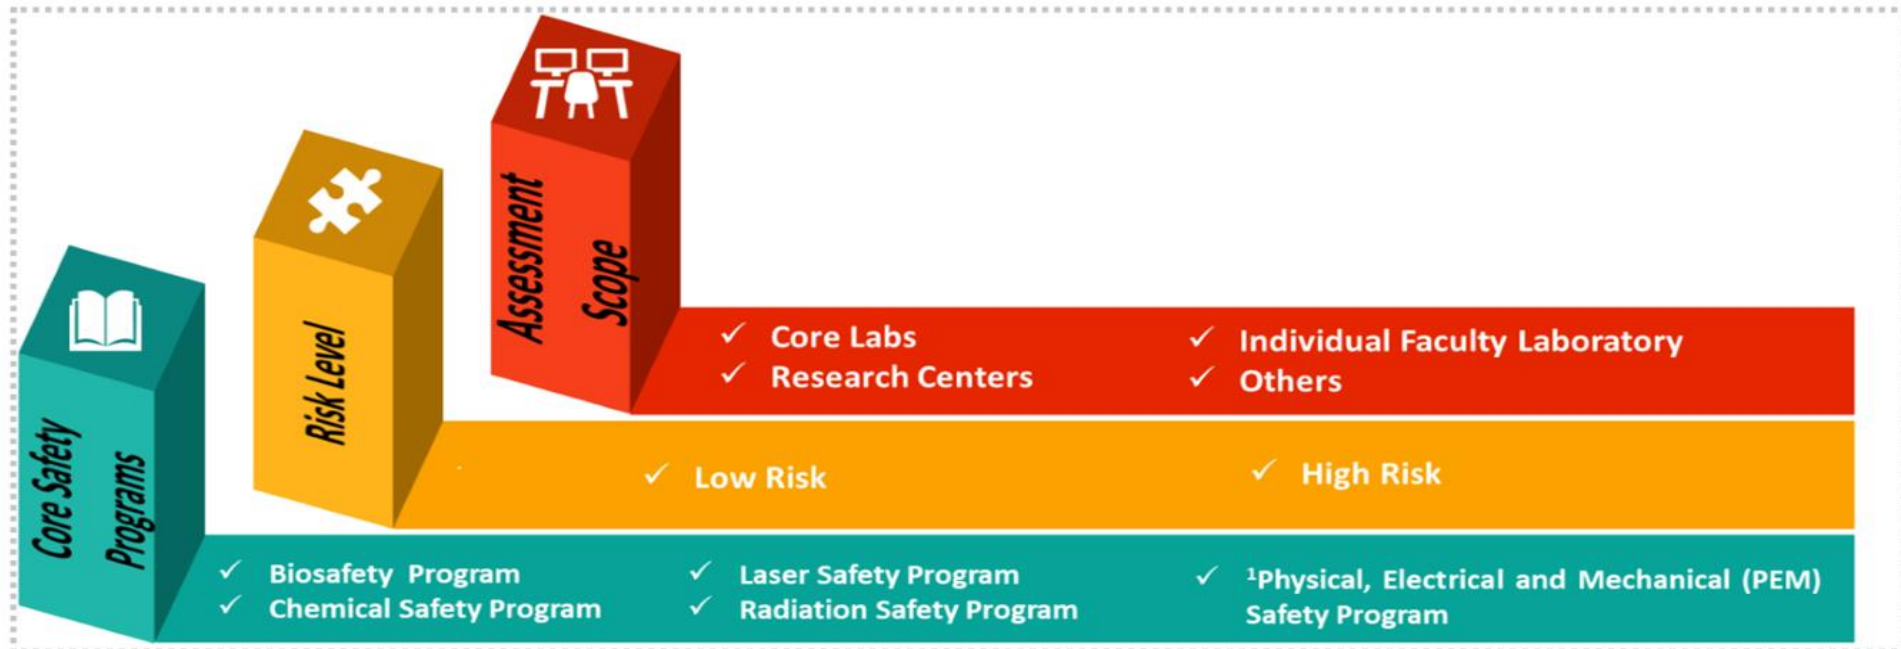 Assessment
Scope
✓ Core Labs
✓ Research Centers
✓ Individual Faculty Laboratory
✓ Others
Risk Level
✓ Low Risk
✓ High Risk
Core Safety
Programs
✓ Biosafety Program
✓ Chemical Safety Program
✓ Laser Safety Program
✓ Radiation Safety Program
✓ ¹Physical, Electrical and Mechanical (PEM)
Safety Program